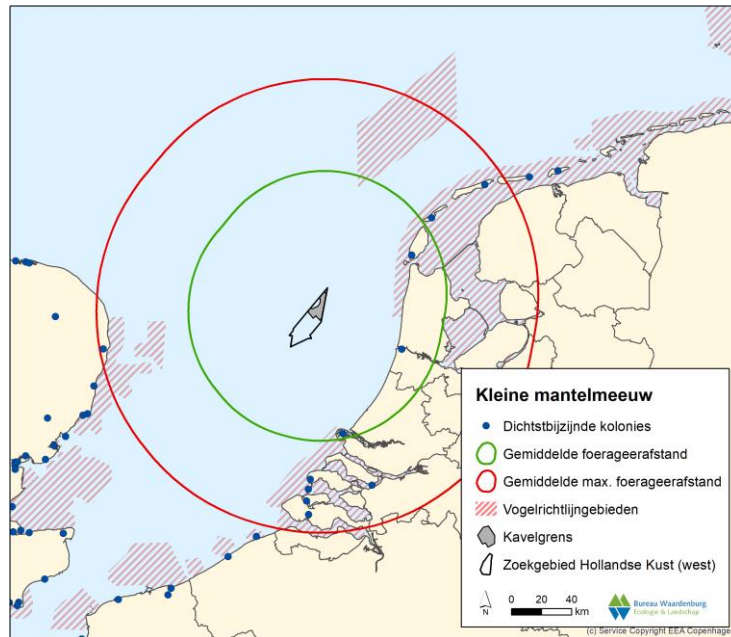 Kleine mantelmeeuw
Dichtstbijzijnde kolonies
Gemiddelde foerageerafstand
Gemiddelde max. foerageerafstand
Vogelrichtlijngebieden
Kavelgrens
Zoekgebied Hollandse Kust (west)
N
0 20 40
km
Bureau Waardenburg
Ecologie & Landschap
(c) Service Copyright EEA Copenhage